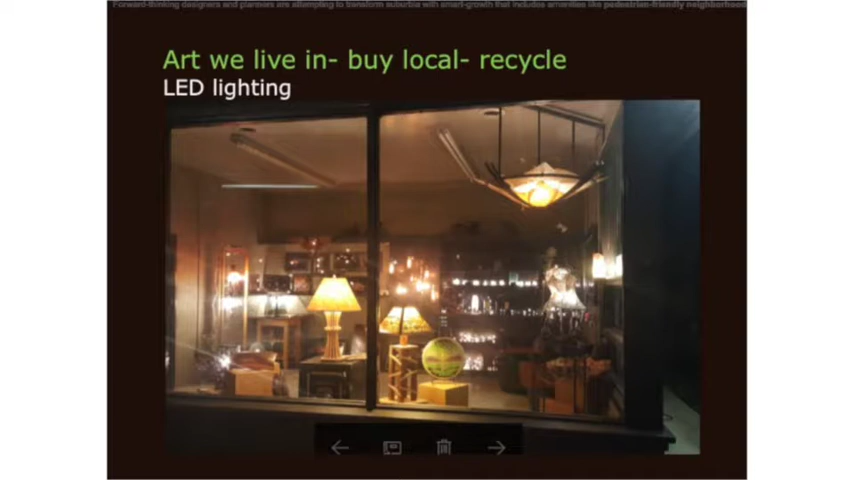 Forward-thinking designers and planners are attempting to transform suburbia with smart-growth that includes amenities like pedestrian-friendly neighborhoods
Art we live in- buy local- recycle
LED lighting